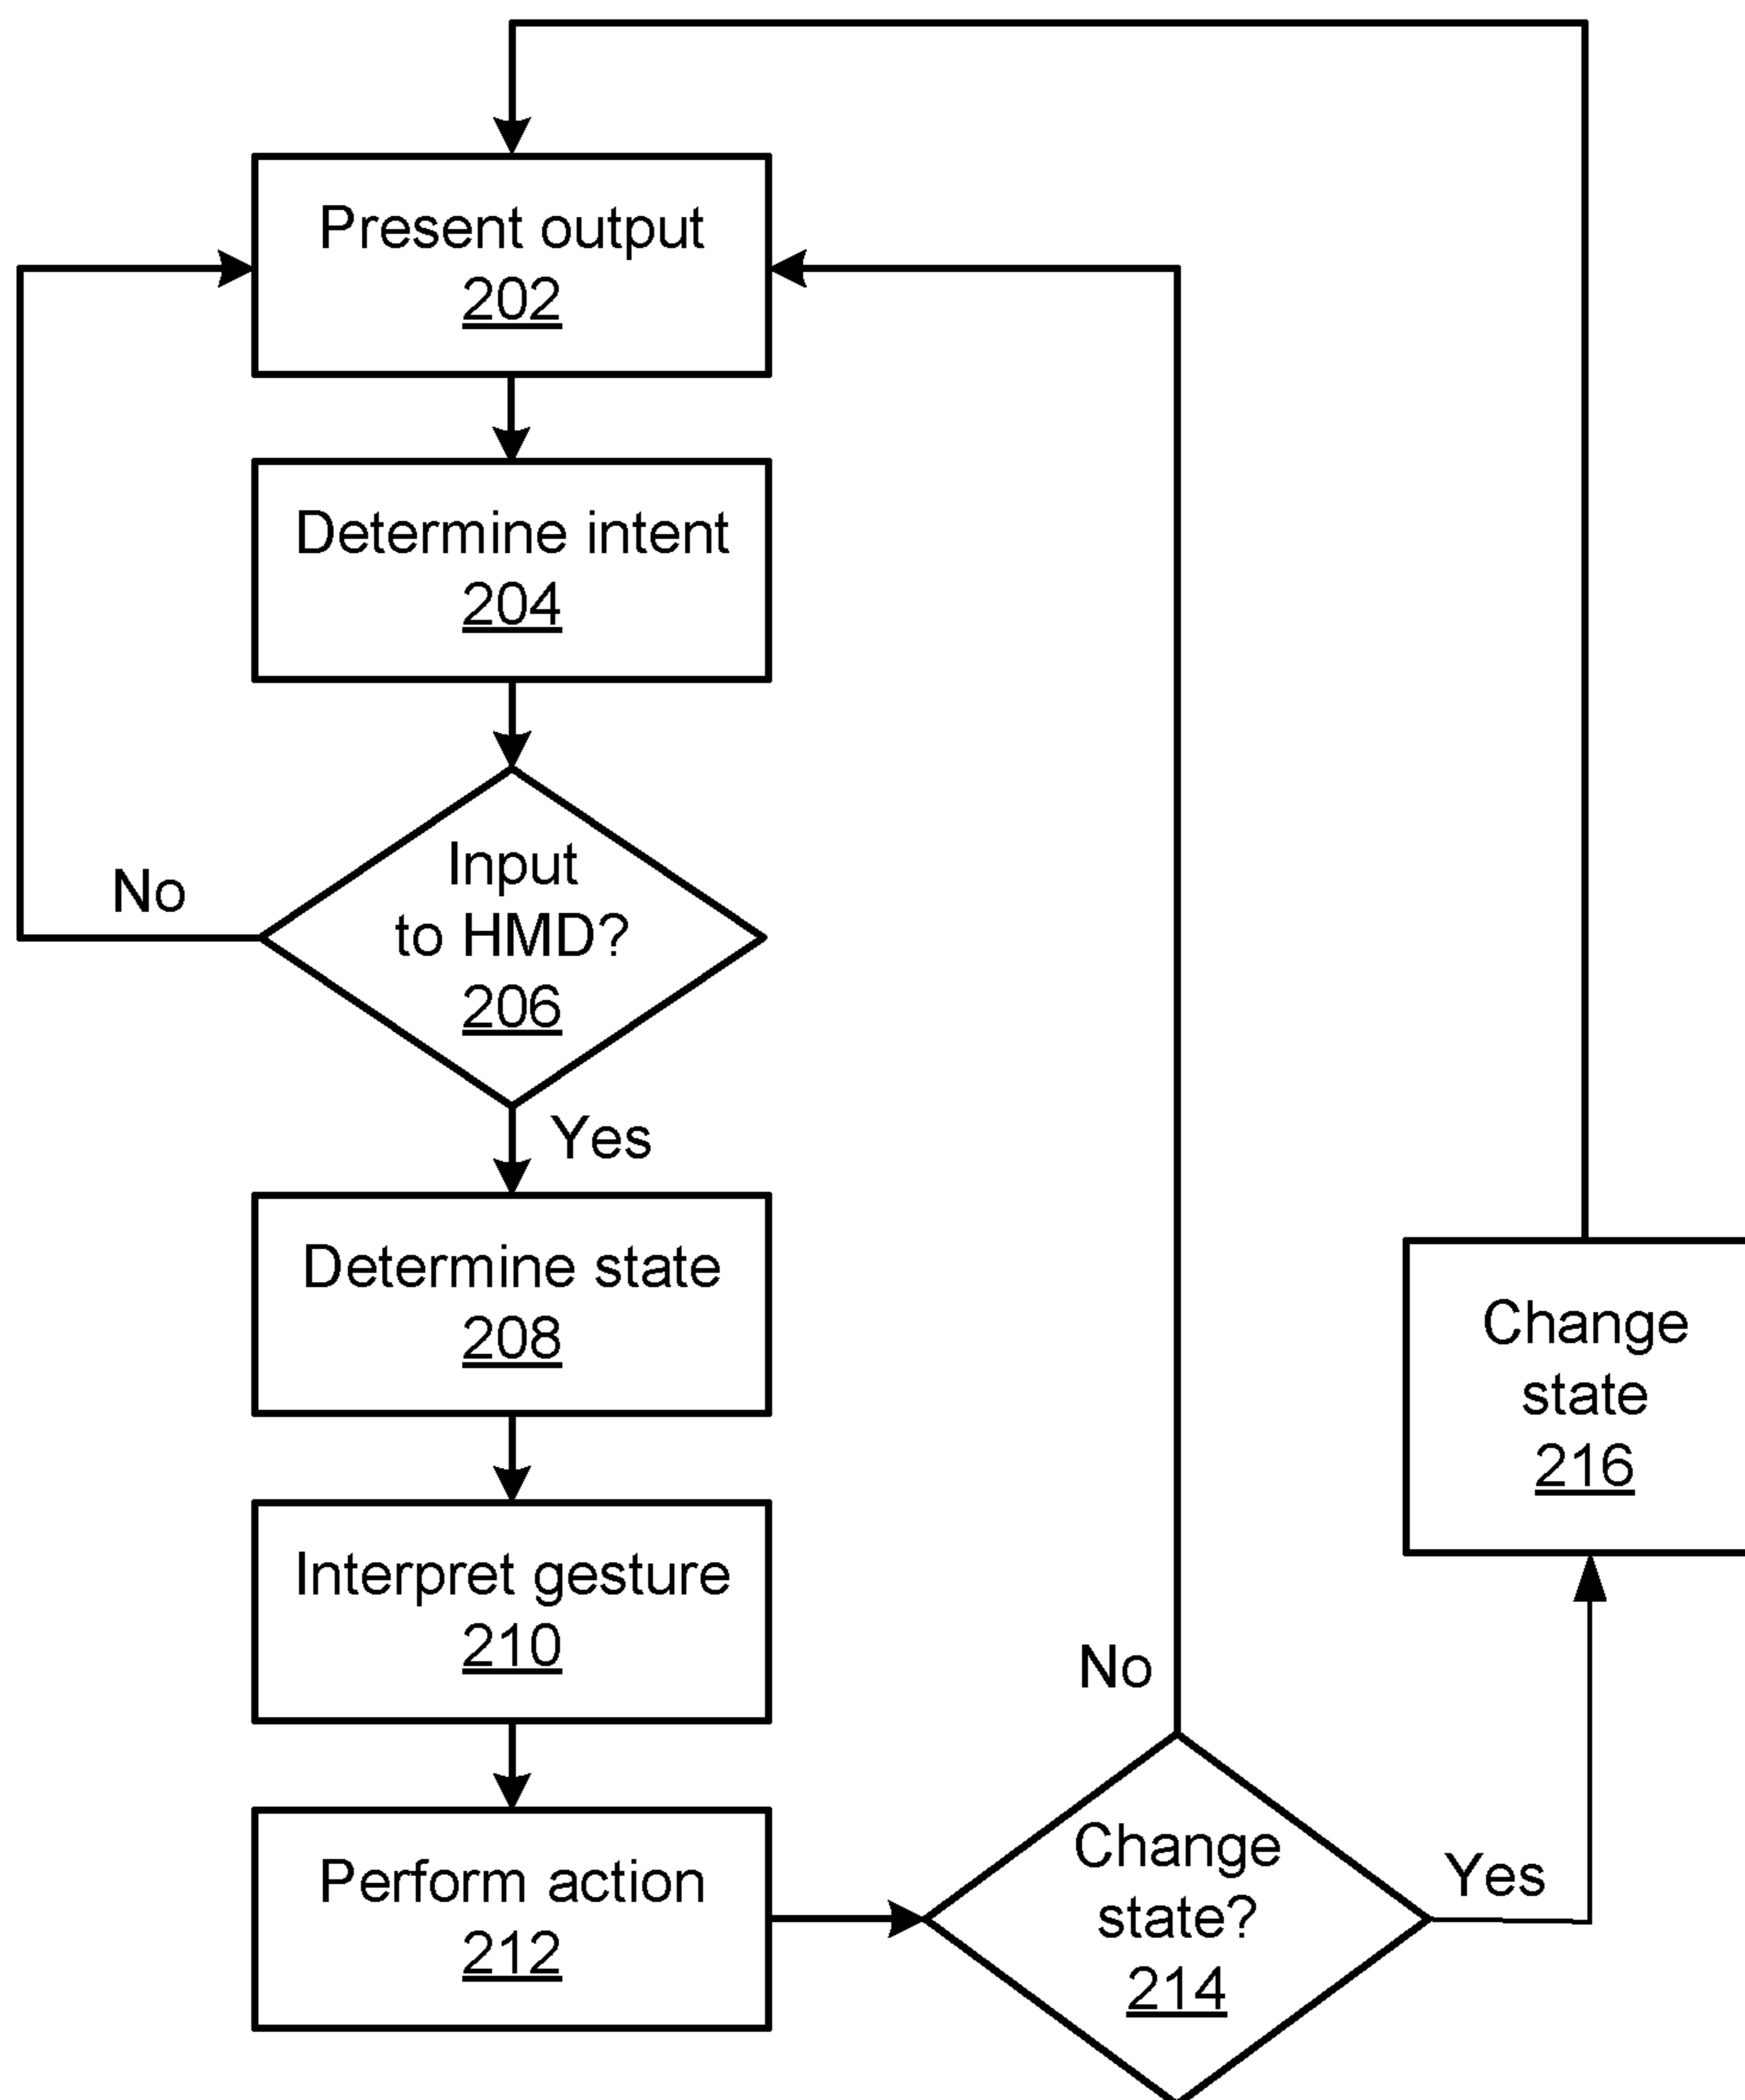 Present output
202
Determine intent
204
Input
to HMD?
206
No
Yes
Determine state
208
Interpret gesture
210
Perform action
212
Change
state?
214
No
Yes
Change
state
216